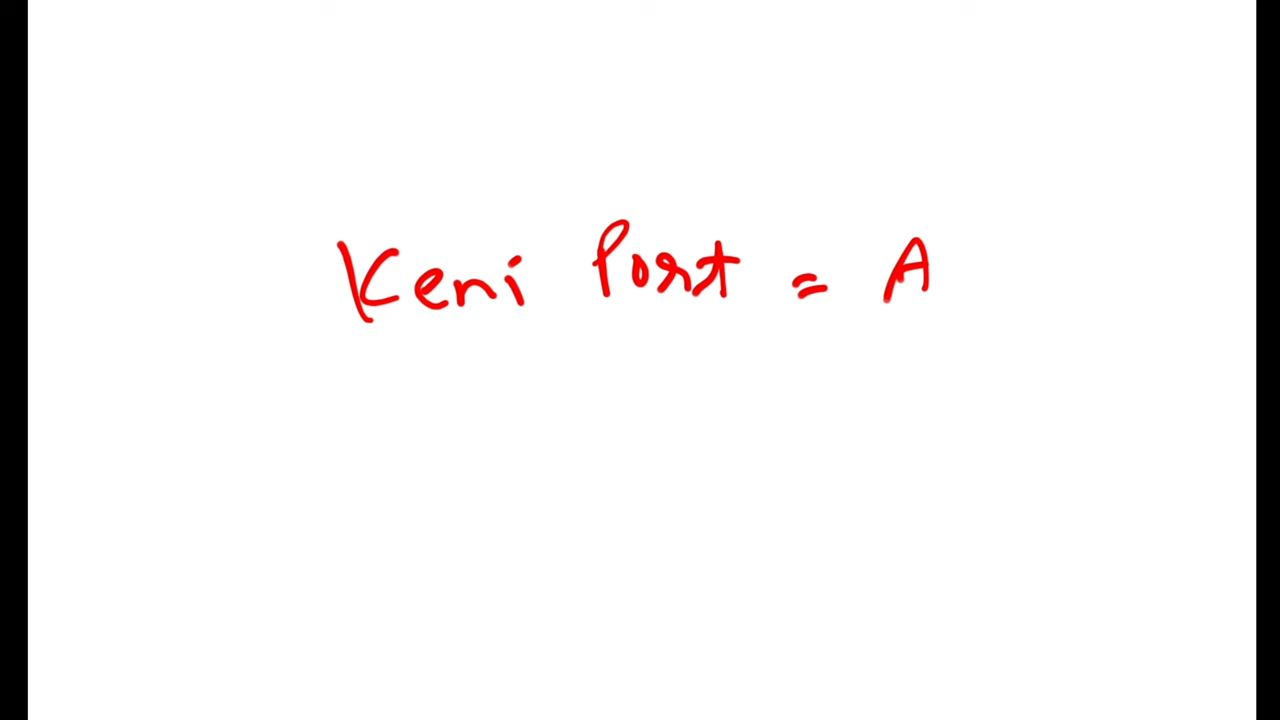 Keni Port = A